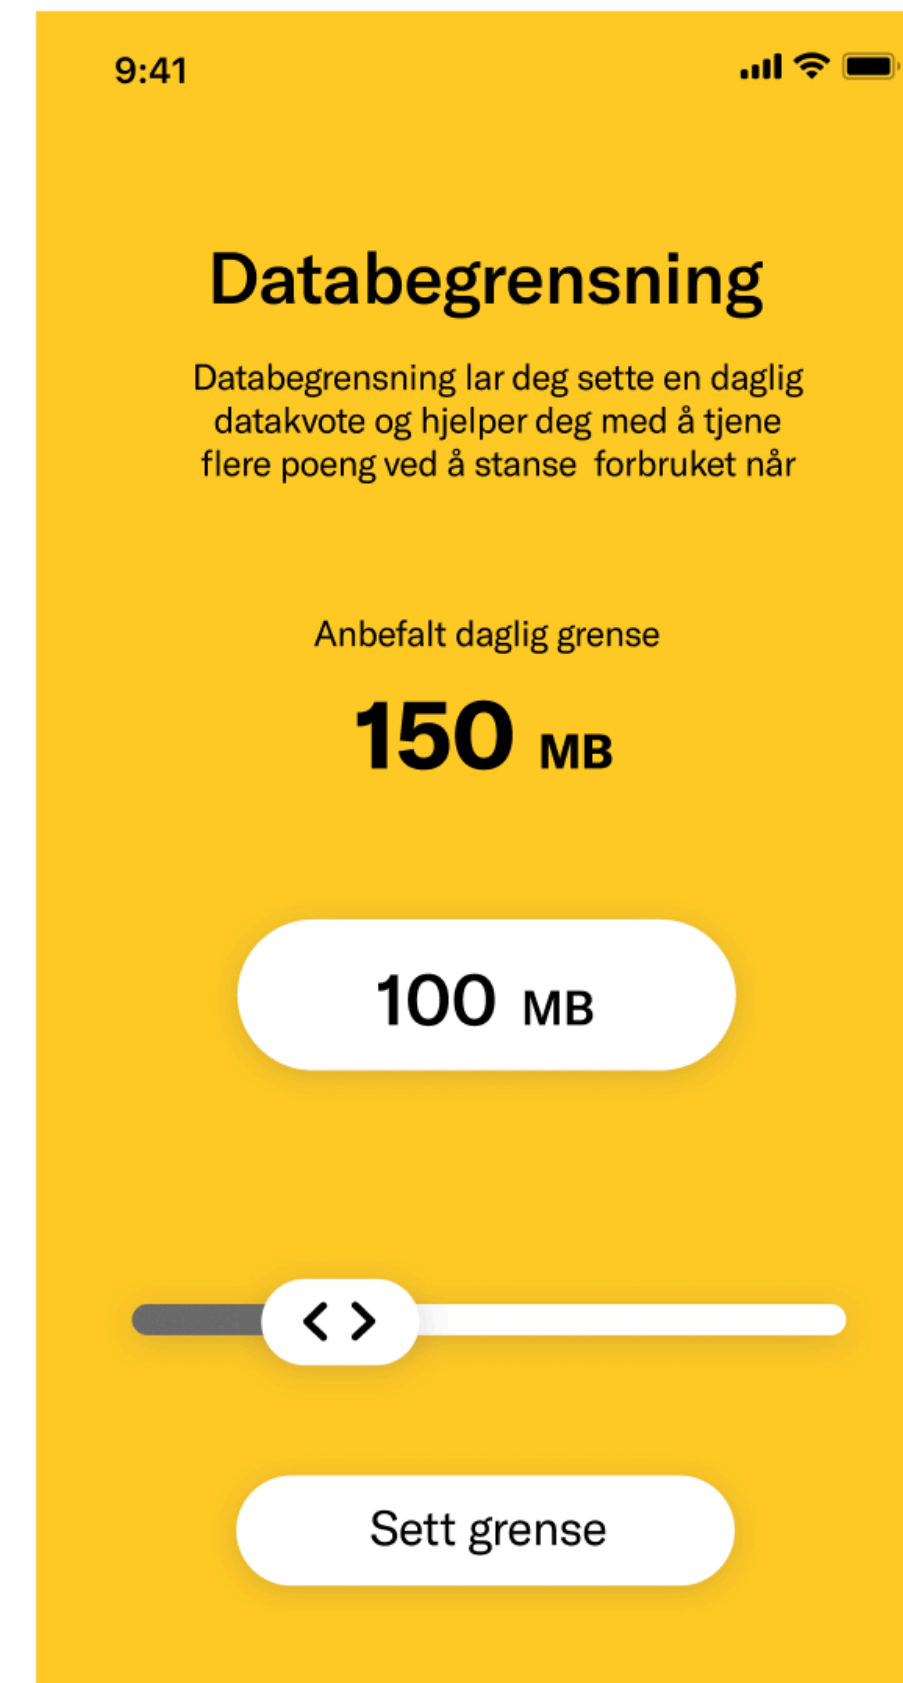 9:41
Databegrensning
Databegrensning lar deg sette en daglig
datakvote og hjelper deg med å tjene
flere poeng ved å stanse  forbruket når
Anbefalt daglig grense
150 MB
100 MB
Sett grense